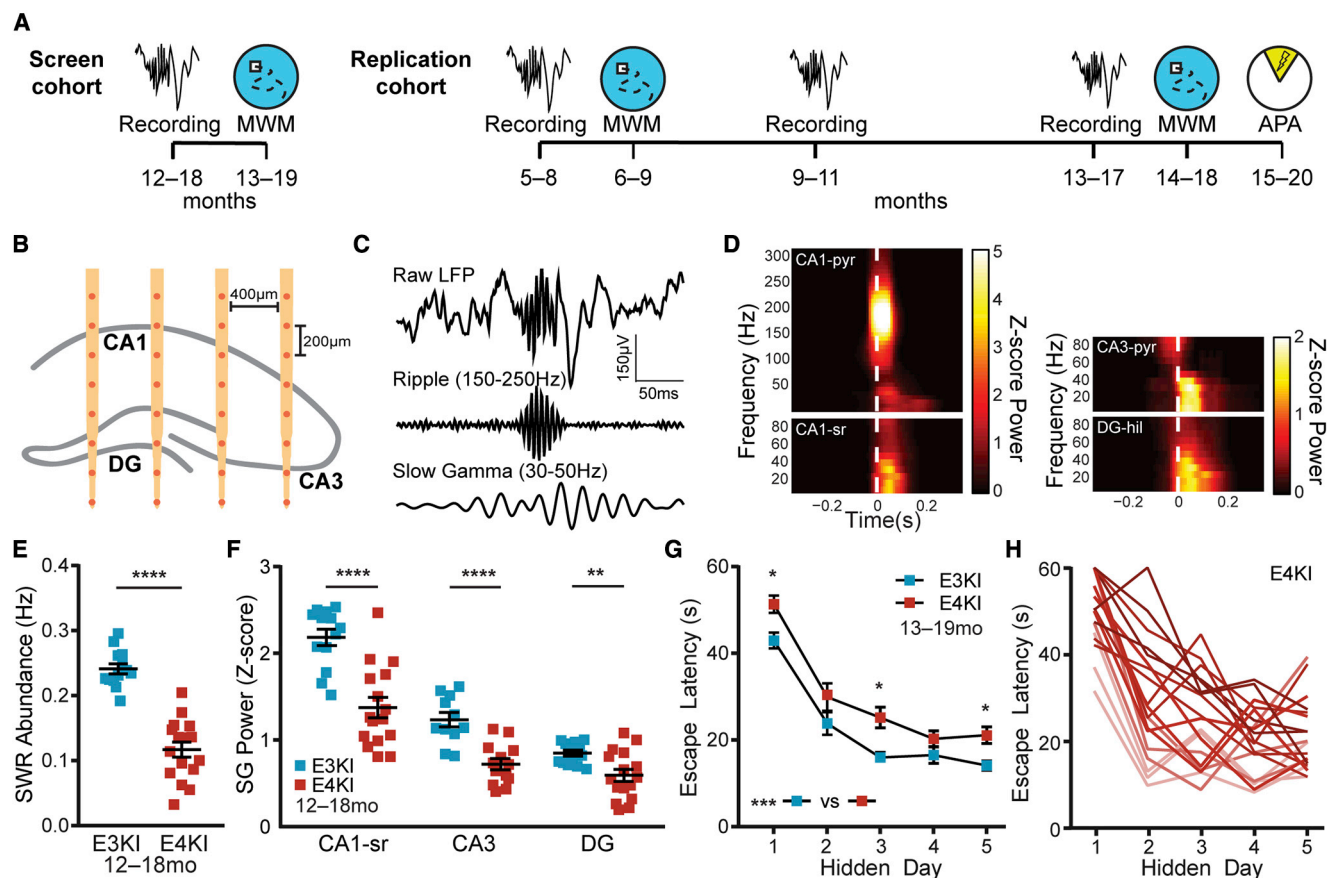 A
Screen cohort
Recording
MWM
12–18
13–19
months
Replication cohort
Recording
MWM
Recording
Recording
MWM
APA
5–8
6–9
9–11
13–17
14–18
15–20
months
B
400µm
200µm
CA1
DG
CA3
C
Raw LFP
Ripple (150-250Hz)
Slow Gamma (30-50Hz)
150µV
50ms
D
Frequency (Hz)
300
250
200
150
100
50
CA1-pyr
80
60
40
20
CA1-sr
−0.2
0
0.2
Time(s)
5
4
3
2
1
0
Z-score Power
Frequency (Hz)
80
60
40
20
CA3-pyr
80
60
40
20
DG-hil
−0.2
0
0.2
2
1
0
Z-score Power
E
SWR Abundance (Hz)
0.4
0.3
0.2
0.1
0.0
****
E3KI
E4KI
12–18mo
F
SG Power (Z-score)
3
2
1
0
****
****
**
E3KI
E4KI
12–18mo
CA1-sr
CA3
DG
G
Escape Latency (s)
60
40
20
0
*
*
*
E3KI
E4KI
13–19mo
***
vs
1
2
3
4
5
Hidden Day
H
Escape Latency (s)
60
40
20
0
E4KI
1
2
3
4
5
Hidden Day